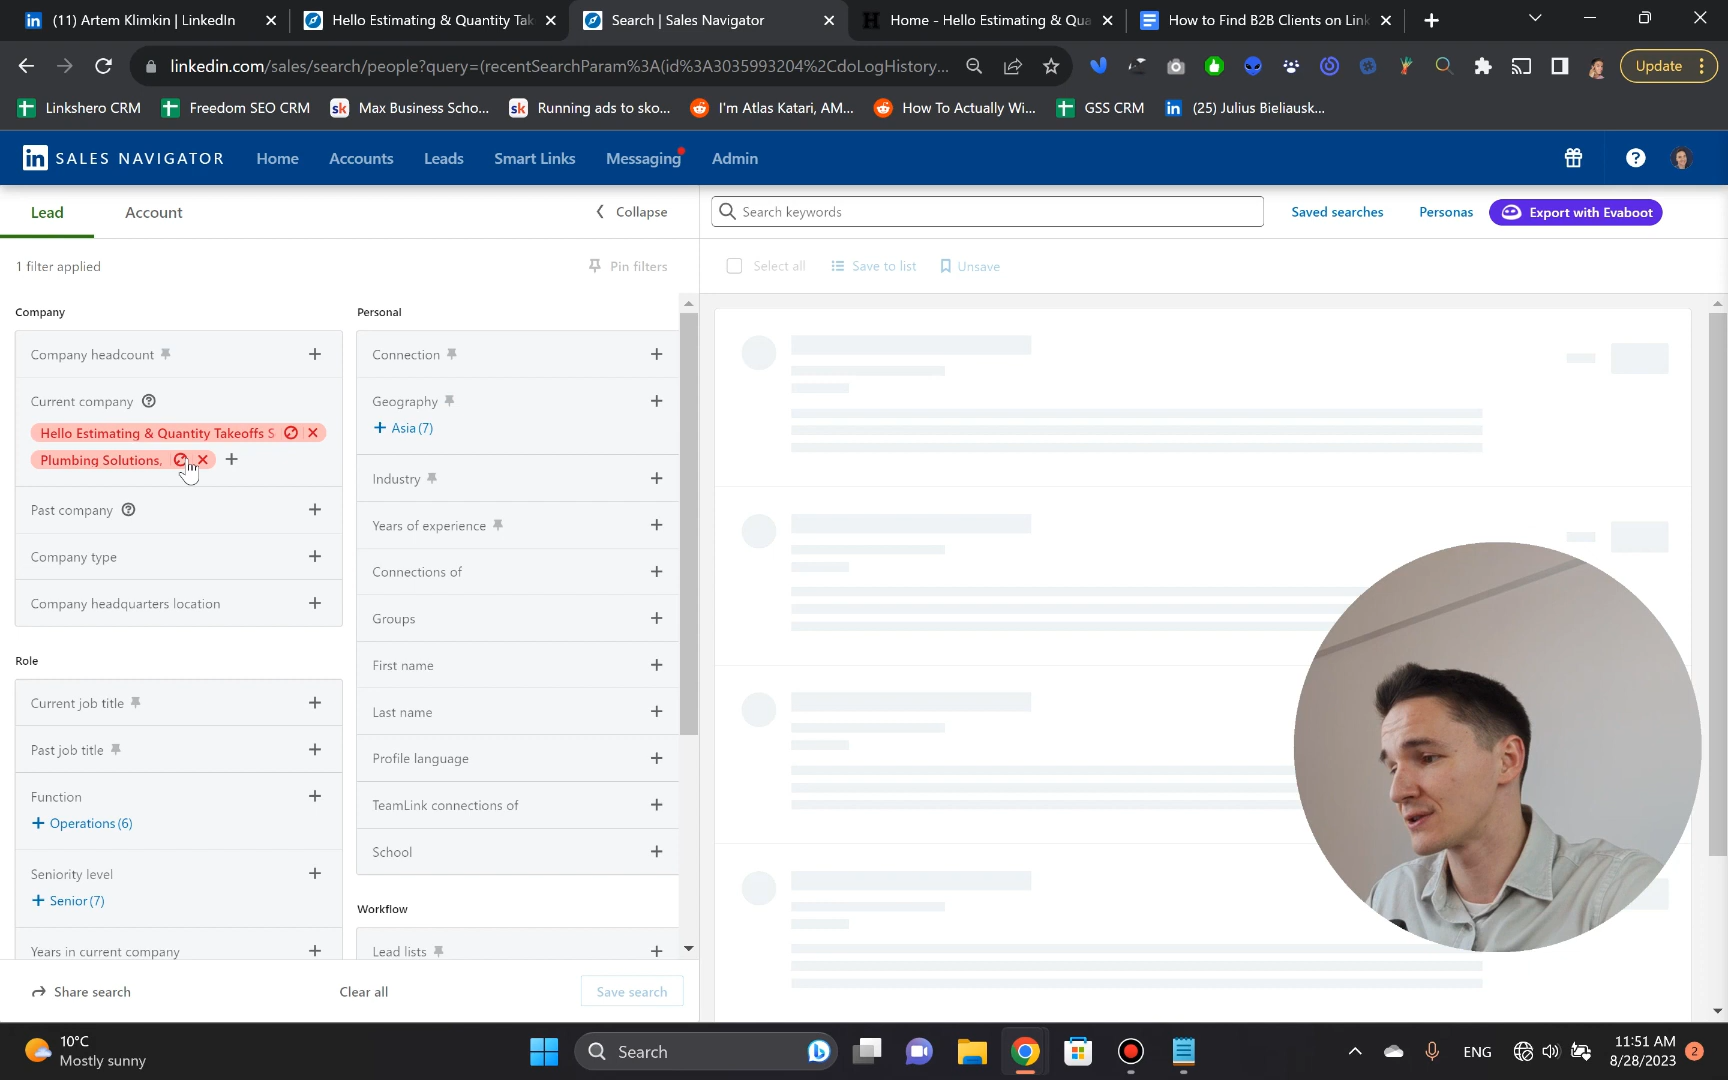 (11) Artem Klimkin | LinkedIn
Hello Estimating & Quantity Tak
Search | Sales Navigator
Home - Hello Estimating & Qua
How to Find B2B Clients on Link
linkedin.com/sales/search/people?query=(recentSearchParam%3A(id%3A3035993204%2CdoLogHistory...
Update
Linkshero CRM
Freedom SEO CRM
Max Business Scho...
Running ads to sko...
I'm Atlas Katari, AM...
How To Actually Wi...
GSS CRM
(25) Julius Bieliausk...
in SALES NAVIGATOR
Home
Accounts
Leads
Smart Links
Messaging
Admin
Lead
Account
Collapse
Search keywords
Saved searches
Personas
Export with Evaboot
1 filter applied
Pin filters
Select all
Save to list
Unsave
Company
Company headcount
Current company
Hello Estimating & Quantity Takeoffs S
Plumbing Solutions,
Past company
Company type
Company headquarters location
Role
Current job title
Past job title
Function
+ Operations (6)
Seniority level
+ Senior (7)
Years in current company
Personal
Connection
Geography
+ Asia (7)
Industry
Years of experience
Connections of
Groups
First name
Last name
Profile language
TeamLink connections of
School
Workflow
Lead lists
Share search
Clear all
Save search
10°C
Mostly sunny
Search
ENG
11:51 AM
8/28/2023
2